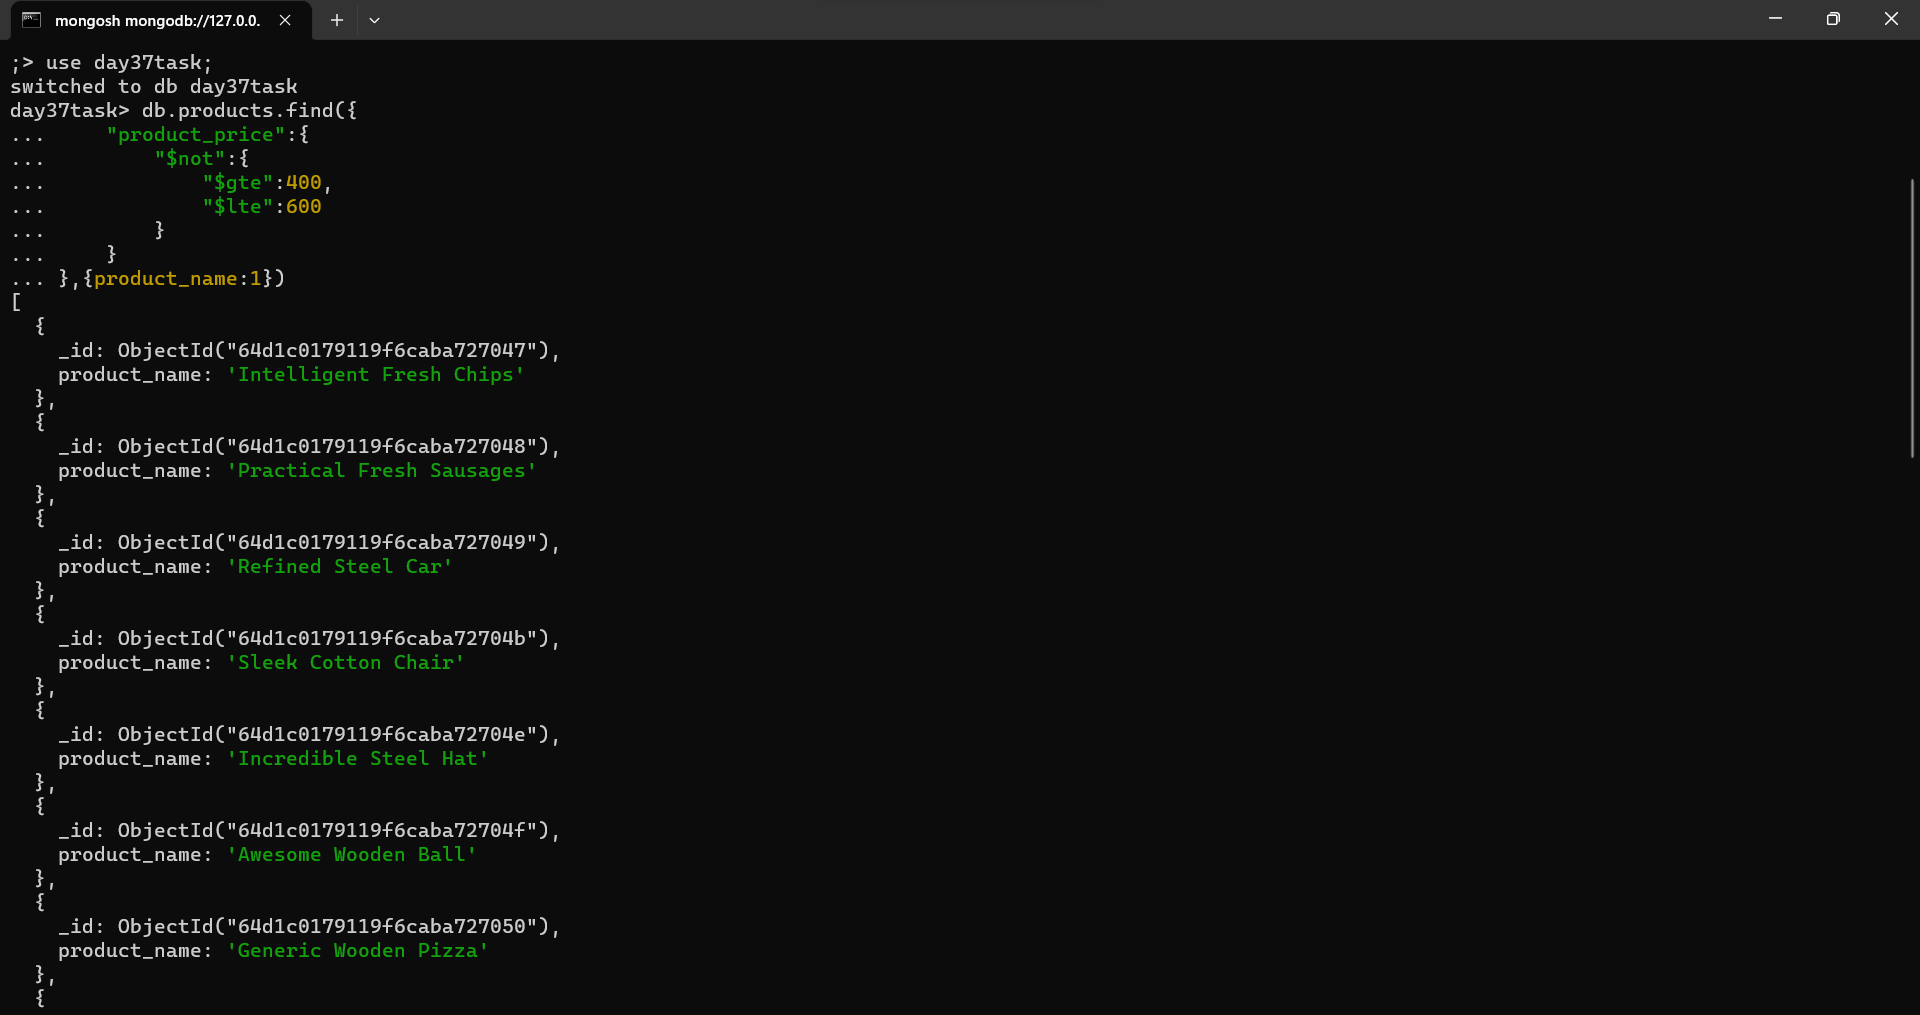 mongosh mongodb://127.0.0.
;> use day37task;
switched to db day37task
day37task> db.products.find({
...     "product_price":{
...         "$not":{
...             "$gte":400,
...             "$lte":600
...         }
...     }
... },{product_name:1})
[
  {
    _id: ObjectId("64d1c0179119f6caba727047"),
    product_name: 'Intelligent Fresh Chips'
  },
  {
    _id: ObjectId("64d1c0179119f6caba727048"),
    product_name: 'Practical Fresh Sausages'
  },
  {
    _id: ObjectId("64d1c0179119f6caba727049"),
    product_name: 'Refined Steel Car'
  },
  {
    _id: ObjectId("64d1c0179119f6caba72704b"),
    product_name: 'Sleek Cotton Chair'
  },
  {
    _id: ObjectId("64d1c0179119f6caba72704e"),
    product_name: 'Incredible Steel Hat'
  },
  {
    _id: ObjectId("64d1c0179119f6caba72704f"),
    product_name: 'Awesome Wooden Ball'
  },
  {
    _id: ObjectId("64d1c0179119f6caba727050"),
    product_name: 'Generic Wooden Pizza'
  },
  {